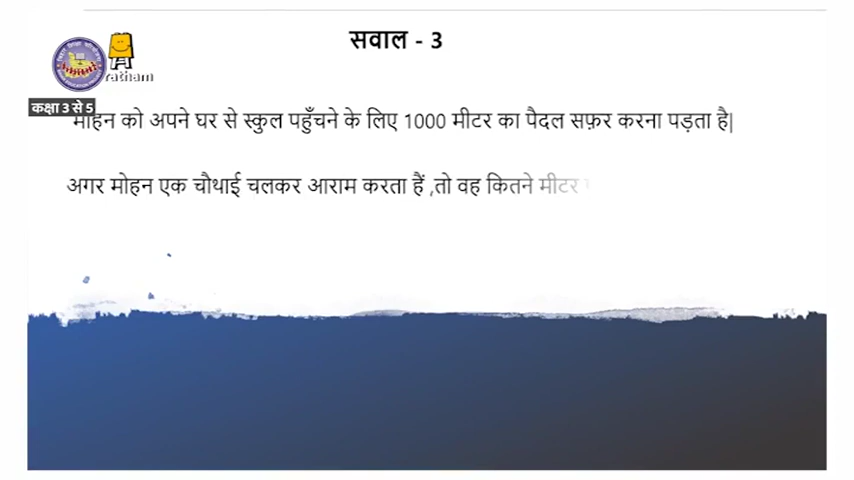 सवाल - 3
ratham
कक्षा 3 से 5
मोहन को अपने घर से स्कुल पहुँचने के लिए 1000 मीटर का पैदल सफ़र करना पड़ता है|
अगर मोहन एक चौथाई चलकर आराम करता हैं ,तो वह कितने मीटर